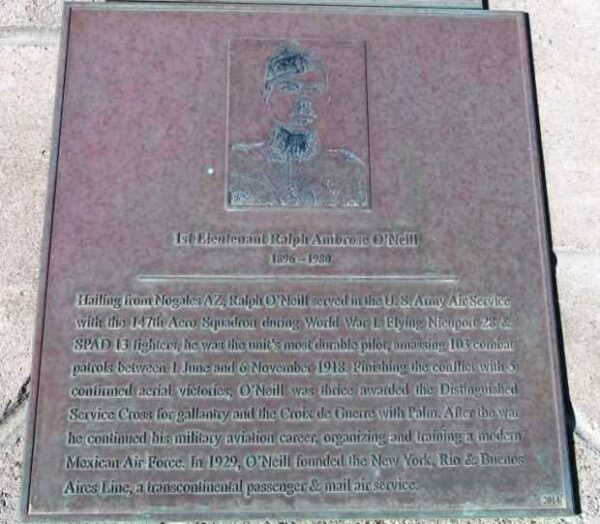 1st Lieutenant Ralph Ambrose O'Neill
1896 – 1980
Hailing from Nogales AZ, Ralph O'Neill served in the U. S. Army Air Service
with the 147th Aero Squadron during World War I. Flying Nieuport 28 &
SPAD 13 fighters, he was the unit's most durable pilot, amassing 103 combat
patrols between 1 June and 6 November 1918. Finishing the conflict with 5
confirmed aerial victories, O'Neill was thrice awarded the Distinguished
Service Cross for gallantry and the Croix de Guerre with Palm. After the war
he continued his military aviation career, organizing and training a modern
Mexican Air Force. In 1929, O'Neill founded the New York, Rio & Buenos
Aires Line, a transcontinental passenger & mail air service.
2014